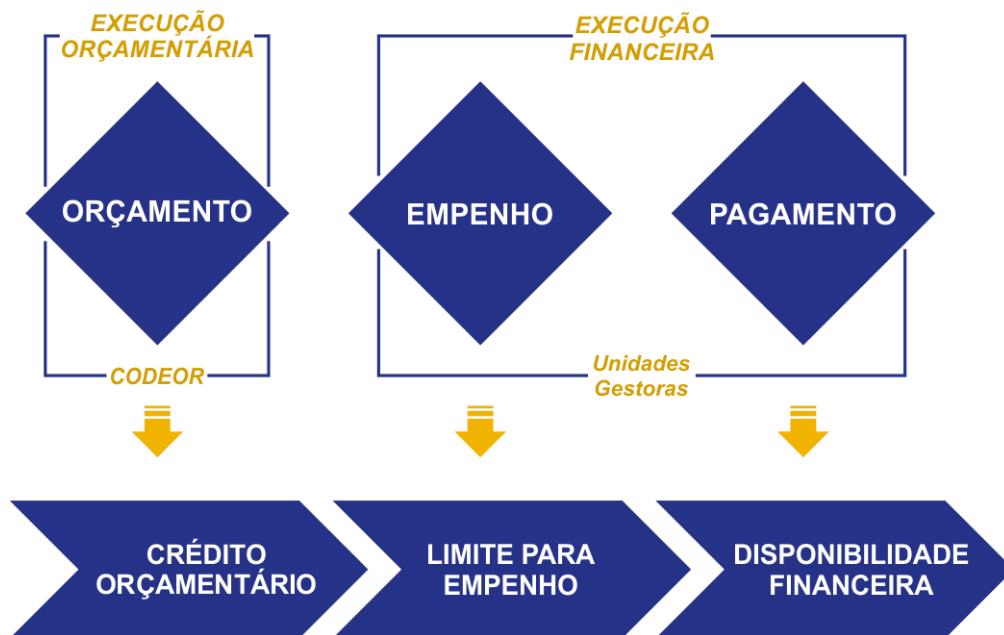 EXECUÇÃO
ORÇAMENTÁRIA
EXECUÇÃO
FINANCEIRA
ORÇAMENTO
EMPENHO
PAGAMENTO
CODEOR
Unidades
Gestoras
CRÉDITO
ORÇAMENTÁRIO
LIMITE PARA
EMPENHO
DISPONIBILIDADE
FINANCEIRA